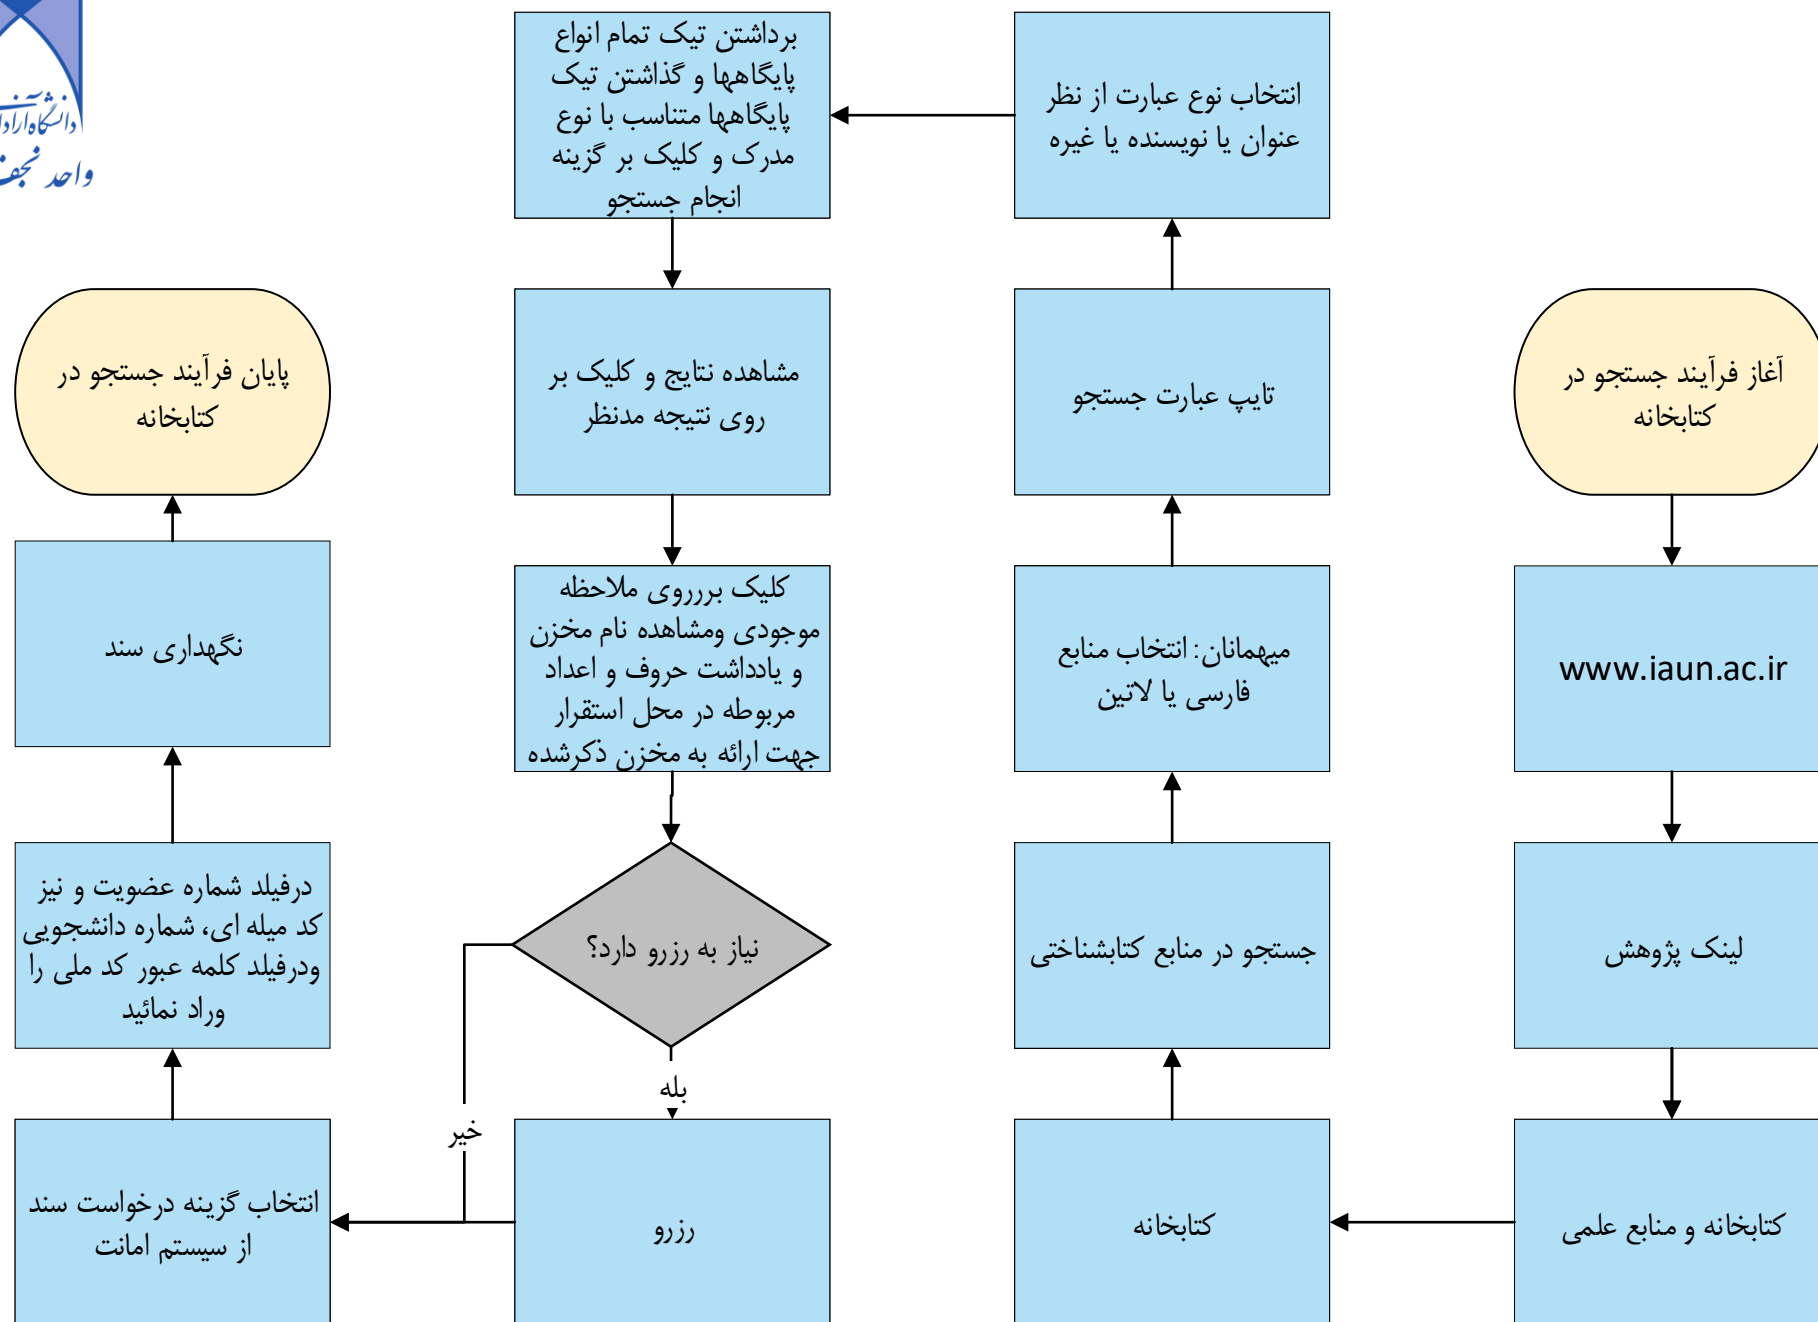 آغاز فرآیند جستجو در
کتابخانه
www.iaun.ac.ir
لینک پژوهش
کتابخانه و منابع علمی
کتابخانه
جستجو در منابع کتابشناختی
میهمانان: انتخاب منابع
فارسی یا لاتین
تایپ عبارت جستجو
انتخاب نوع عبارت از نظر
عنوان یا نویسنده یا غیره
برداشتن تیک تمام انواع
پایگاهها و گذاشتن تیک
پایگاهها متناسب با نوع
مدرک و کلیک بر گزینه
انجام جستجو
مشاهده نتایج و کلیک بر
روی نتیجه مدنظر
کلیک بررروی ملاحظه
موجودی ومشاهده نام مخزن
و یادداشت حروف و اعداد
مربوطه در محل استقرار
جهت ارائه به مخزن ذکرشده
نیاز به رزرو دارد؟
بله
خیر
رزرو
انتخاب گزینه درخواست سند
از سیستم امانت
درفیلد شماره عضویت و نیز
کد میله ای، شماره دانشجویی
ودرفیلد کلمه عبور کد ملی را
وراد نمائید
نگهداری سند
پایان فرآیند جستجو در
کتابخانه
دانشگاه
واحد